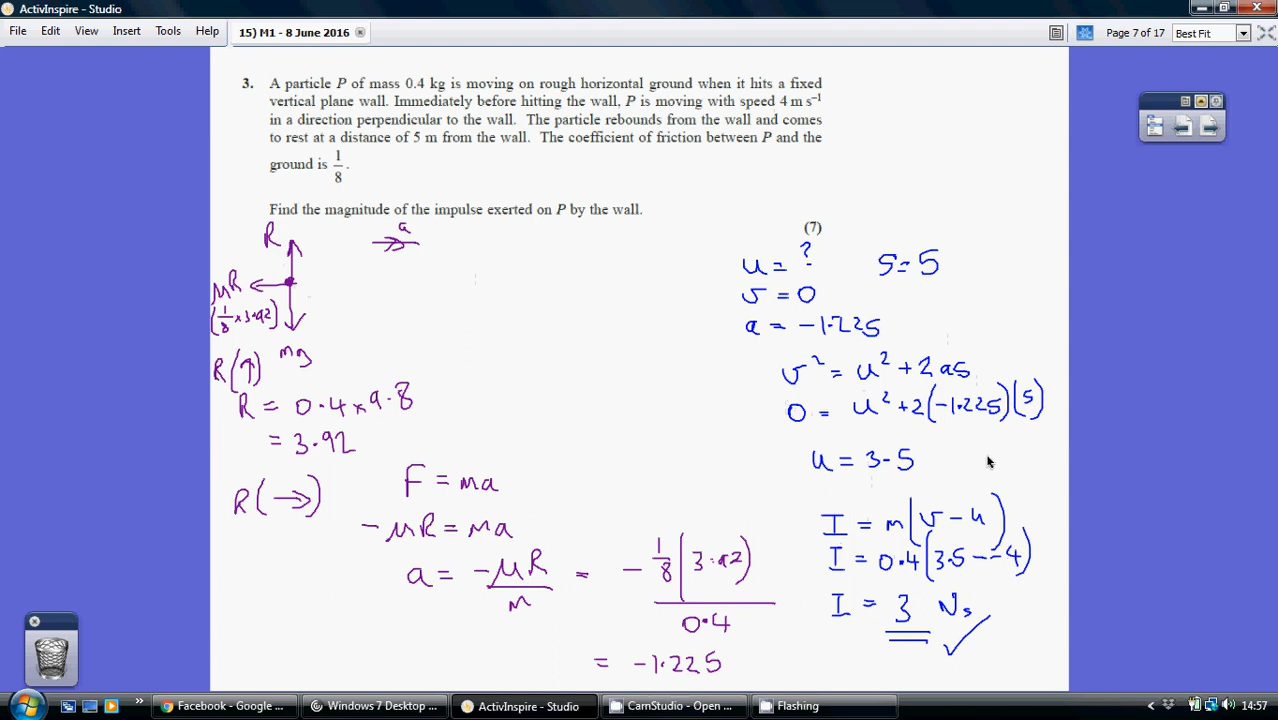 ActivInspire - Studio
File Edit View Insert Tools Help
15) M1 - 8 June 2016
Page 7 of 17
Best Fit
3. A particle P of mass 0.4 kg is moving on rough horizontal ground when it hits a fixed
vertical plane wall. Immediately before hitting the wall, P is moving with speed 4 m s⁻¹
in a direction perpendicular to the wall. The particle rebounds from the wall and comes
to rest at a distance of 5 m from the wall. The coefficient of friction between P and the
ground is 1/8.
Find the magnitude of the impulse exerted on P by the wall.
(7)
R
a
μR
(1/8 × 3.92)
mg
R(↑)
R = 0.4 × 9.8
= 3.92
R(→)
F = ma
-μR = ma
a = -μR/m = -1/8(3.92)/0.4
= -1.225
u = ? s = 5
v = 0
a = -1.225
v² = u² + 2as
0 = u² + 2(-1.225)(5)
u = 3.5
I = m(v - u)
I = 0.4(3.5 - -4)
I = 3 Ns
Facebook - Google ...
Windows 7 Desktop ...
ActivInspire - Studio
CamStudio - Open ...
Flashing
14:57